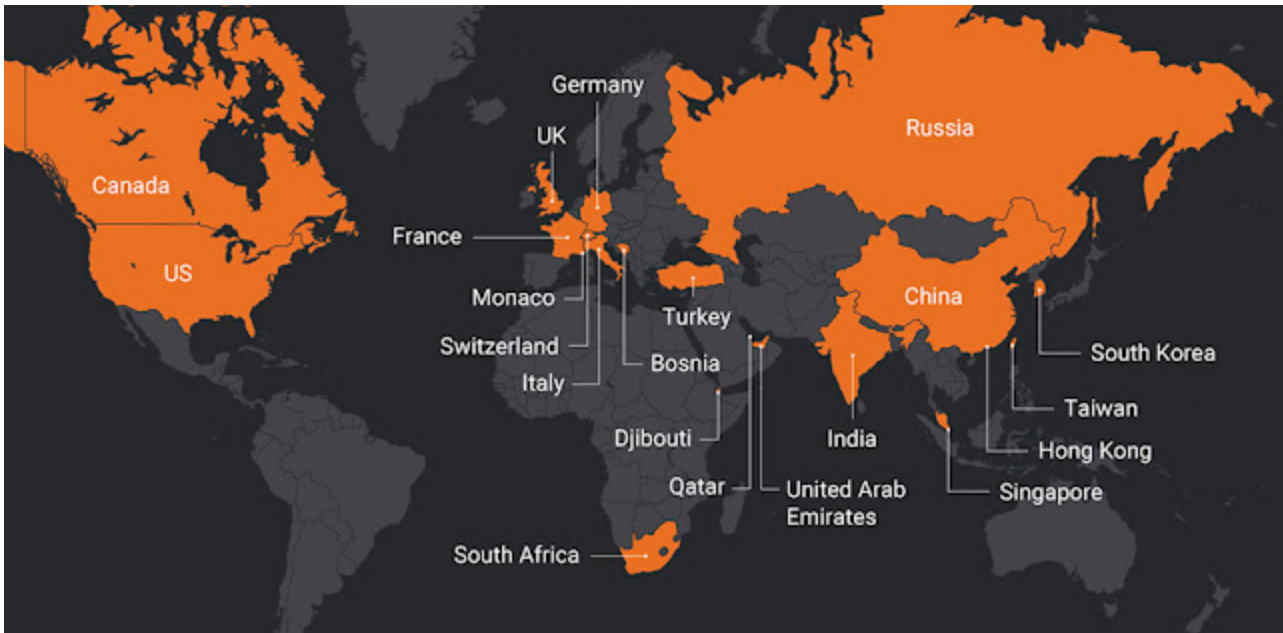 Germany
UK
Russia
Canada
France
US
Monaco
China
Turkey
Switzerland
South Korea
Bosnia
Italy
Taiwan
Djibouti
India
Hong Kong
Qatar
United Arab
Emirates
Singapore
South Africa